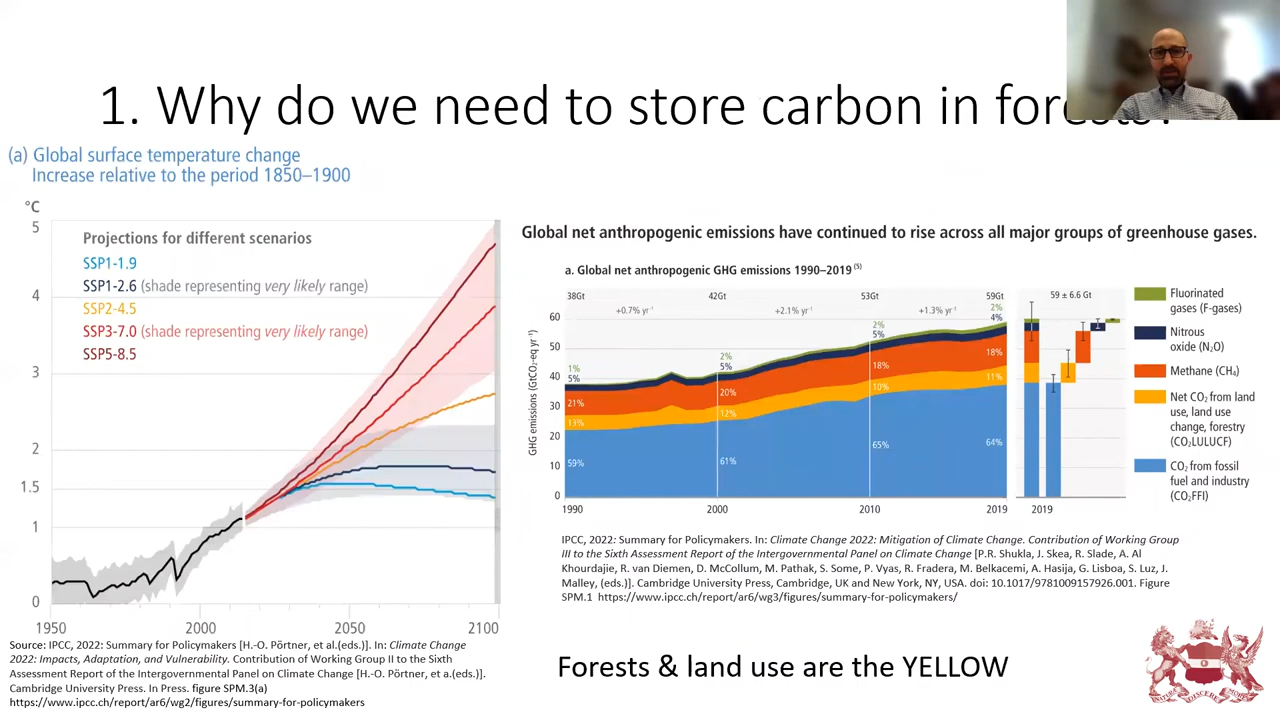 1. Why do we need to store carbon in forests?
(a) Global surface temperature change
Increase relative to the period 1850–1900
°C
5
4
3
2
1.5
1
0
Projections for different scenarios
SSP1-1.9
SSP1-2.6 (shade representing very likely range)
SSP2-4.5
SSP3-7.0 (shade representing very likely range)
SSP5-8.5
1950
2000
2050
2100
Source: IPCC, 2022: Summary for Policymakers [H.-O. Pörtner, et al.(eds.)]. In: Climate Change
2022: Impacts, Adaptation, and Vulnerability. Contribution of Working Group II to the Sixth
Assessment Report of the Intergovernmental Panel on Climate Change [H.-O. Pörtner, et a.(eds.)].
Cambridge University Press. In Press. figure SPM.3(a)
https://www.ipcc.ch/report/ar6/wg2/figures/summary-for-policymakers
Global net anthropogenic emissions have continued to rise across all major groups of greenhouse gases.
a. Global net anthropogenic GHG emissions 1990–2019 (5)
GHG emissions (GtCO2-eq yr-1)
60
50
40
30
20
10
0
38Gt
+0.7% yr-1
42Gt
+2.1% yr-1
53Gt
+1.3% yr-1
59Gt
59 ± 6.6 Gt
1%
5%
21%
13%
59%
2%
5%
20%
12%
61%
2%
5%
18%
10%
65%
2%
4%
18%
11%
64%
1990
2000
2010
2019
2019
Fluorinated
gases (F-gases)
Nitrous
oxide (N2O)
Methane (CH4)
Net CO2 from land
use, land use
change, forestry
(CO2LULUCF)
CO2 from fossil
fuel and industry
(CO2FFI)
IPCC, 2022: Summary for Policymakers. In: Climate Change 2022: Mitigation of Climate Change. Contribution of Working Group
III to the Sixth Assessment Report of the Intergovernmental Panel on Climate Change [P.R. Shukla, J. Skea, R. Slade, A. Al
Khourdajie, R. van Diemen, D. McCollum, M. Pathak, S. Some, P. Vyas, R. Fradera, M. Belkacemi, A. Hasija, G. Lisboa, S. Luz, J.
Malley, (eds.)]. Cambridge University Press, Cambridge, UK and New York, NY, USA. doi: 10.1017/9781009157926.001. Figure
SPM.1 https://www.ipcc.ch/report/ar6/wg3/figures/summary-for-policymakers/
Forests & land use are the YELLOW